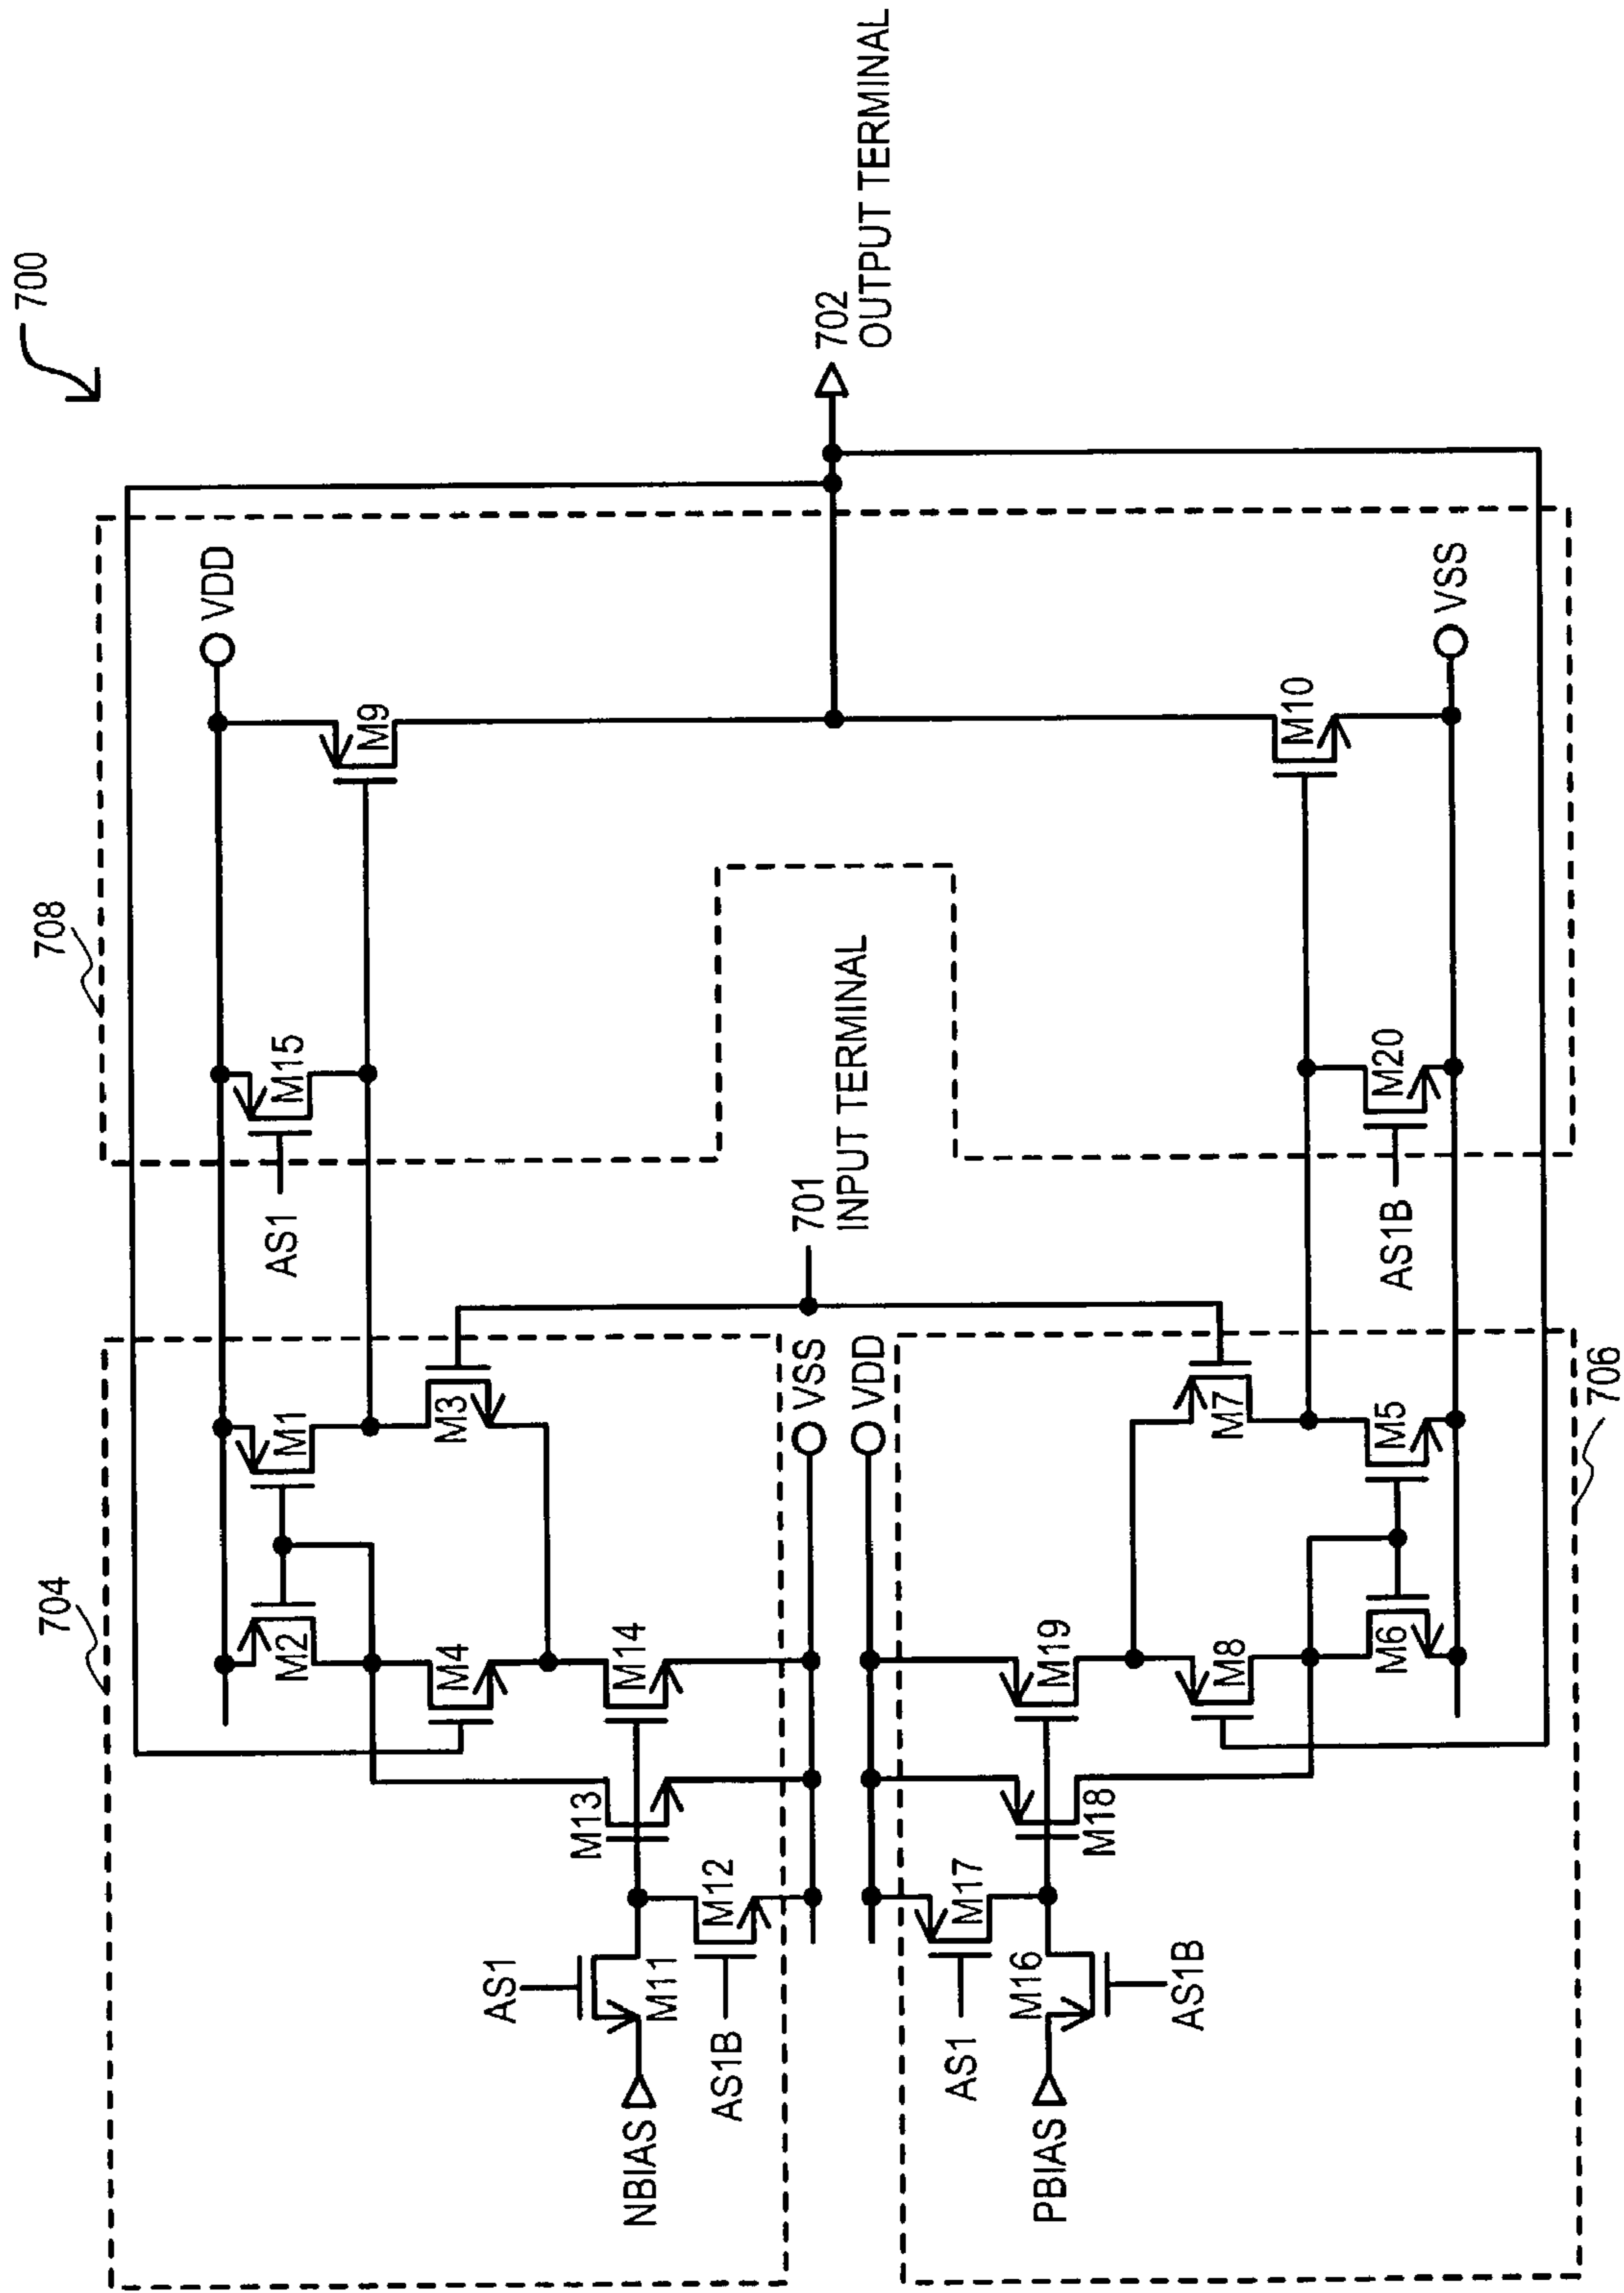 700
708
VDD
M15
AS1
M9
702
OUTPUT TERMINAL
M10
VSS
M20
AS1B
701
INPUT TERMINAL
704
M2
M1
M4
M3
M14
M13
M12
M11
AS1
AS1B
NBIAS
VSS
VDD
M19
M18
M17
M16
AS1
AS1B
PBIAS
M7
M8
M5
M6
706